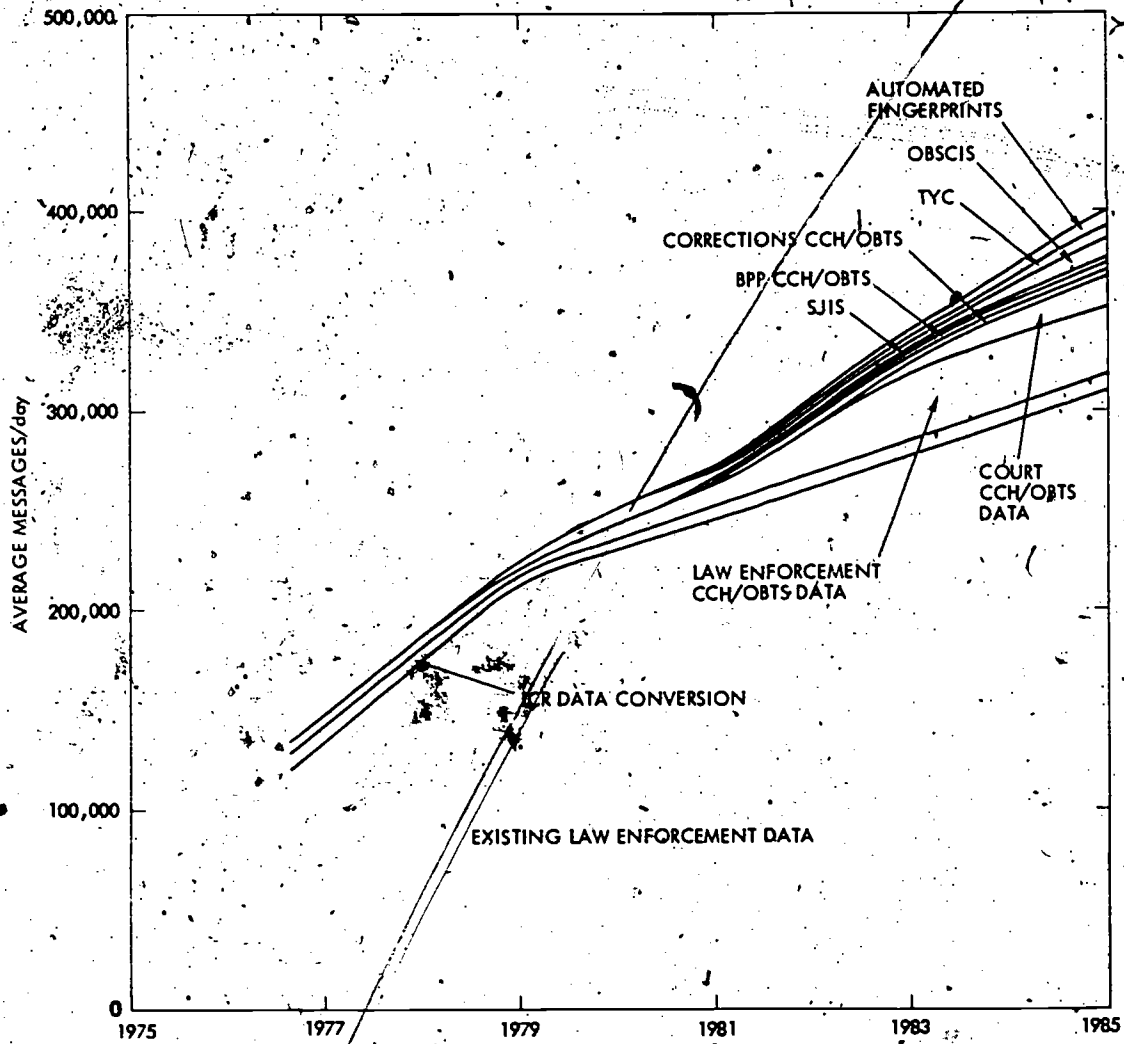 500,000
AUTOMATED
FINGERPRINTS
OBSCIS
TYC
400,000
CORRECTIONS CCH/OBTS
BPP CCH/OBTS
SJIS
AVERAGE MESSAGES/day
300,000
COURT
CCH/OBTS
DATA
LAW ENFORCEMENT
CCH/OBTS DATA
200,000
DATA CONVERSION
100,000
EXISTING LAW ENFORCEMENT DATA
0
1975
1977
1979
1981
1983
1985